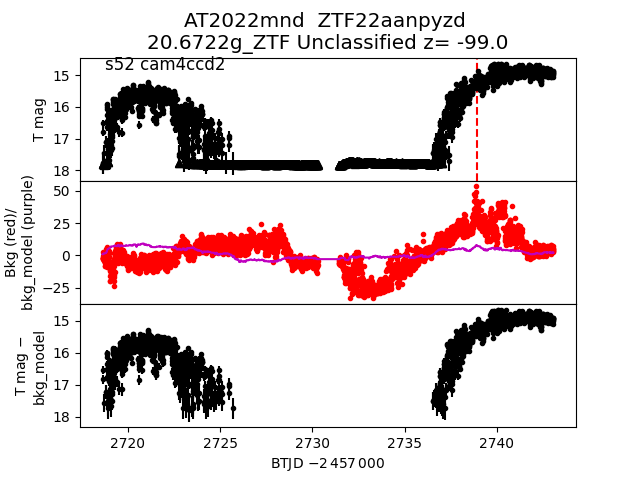 AT2022mnd  ZTF22aanpyzd
20.6722g_ZTF Unclassified z= -99.0
s52 cam4ccd2
T mag
15
16
17
18
Bkg (red)/
bkg_model (purple)
50
25
0
−25
T mag −
bkg_model
15
16
17
18
2720
2725
2730
2735
2740
BTJD −2 457 000